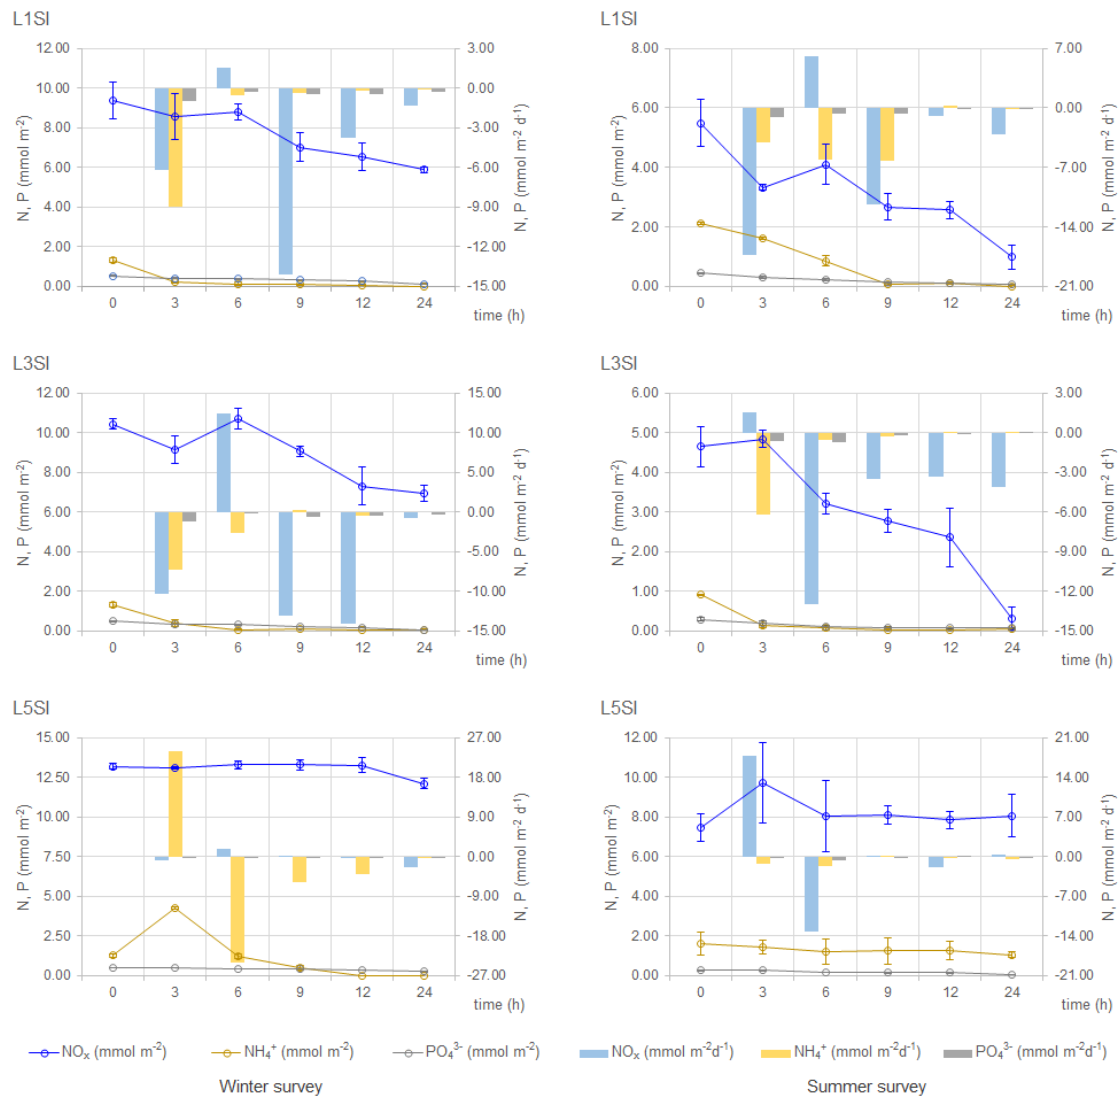 L1SI
12.00 10.00 8.00 6.00 4.00 2.00 0.00
N, P (mmol m-2)
3.00 0.00 -3.00 -6.00 -9.00 -12.00 -15.00
N, P (mmol m-2 d-1)
0 3 6 9 12 24
time (h)
L1SI
8.00 6.00 4.00 2.00 0.00
N, P (mmol m-2)
7.00 0.00 -7.00 -14.00 -21.00
N, P (mmol m-2 d-1)
0 3 6 9 12 24
time (h)
L3SI
12.00 10.00 8.00 6.00 4.00 2.00 0.00
N, P (mmol m-2)
15.00 10.00 5.00 0.00 -5.00 -10.00 -15.00
N, P (mmol m-2 d-1)
0 3 6 9 12 24
time (h)
L3SI
6.00 5.00 4.00 3.00 2.00 1.00 0.00
N, P (mmol m-2)
3.00 0.00 -3.00 -6.00 -9.00 -12.00 -15.00
N, P (mmol m-2 d-1)
0 3 6 9 12 24
time (h)
L5SI
15.00 12.50 10.00 7.50 5.00 2.50 0.00
N, P (mmol m-2)
27.00 18.00 9.00 0.00 -9.00 -18.00 -27.00
N, P (mmol m-2 d-1)
0 3 6 9 12 24
time (h)
L5SI
12.00 10.00 8.00 6.00 4.00 2.00 0.00
N, P (mmol m-2)
21.00 14.00 7.00 0.00 -7.00 -14.00 -21.00
N, P (mmol m-2 d-1)
0 3 6 9 12 24
time (h)
NOx (mmol m-2) NH4+ (mmol m-2) PO43- (mmol m-2) NOx (mmol m-2d-1) NH4+ (mmol m-2d-1) PO43- (mmol m-2d-1)
Winter survey Summer survey